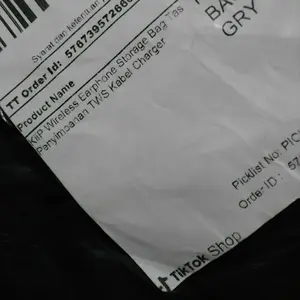 Syarat dan ketentuan
TT Order Id:
Product Name
KIIP Wireless Earphone Storage Bag Tas
Penyimpanan TWS Kabel Charger
BA
GRY
Picklist No: PIC
Order ID : 57
TikTok Shop